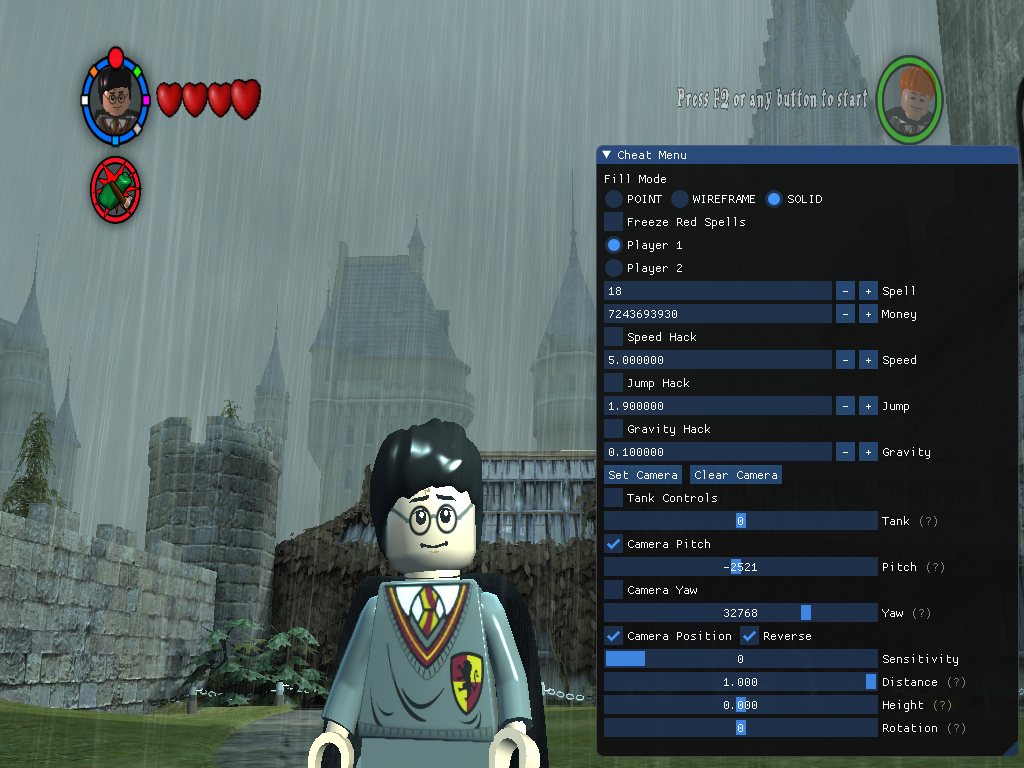 Press F2 or any button to start
Cheat Menu
Fill Mode
POINT WIREFRAME SOLID
Freeze Red Spells
Player 1
Player 2
18 - + Spell
7243693930 - + Money
Speed Hack
5.000000 - + Speed
Jump Hack
1.900000 - + Jump
Gravity Hack
0.100000 - + Gravity
Set Camera Clear Camera
Tank Controls
0 Tank (?)
Camera Pitch
-2521 Pitch (?)
Camera Yaw
32768 Yaw (?)
Camera Position Reverse
0 Sensitivity
1.000 Distance (?)
0.000 Height (?)
0 Rotation (?)